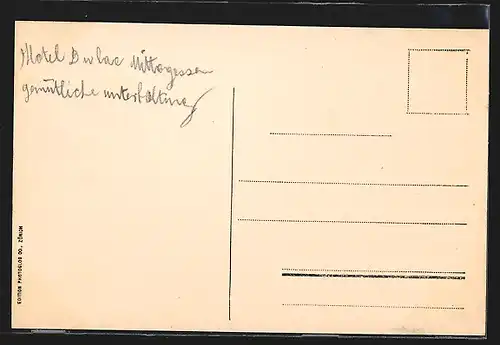 Hotel Du lac Mittagessen
gemütliche unterhaltung
EDITION PHOTOGLOB CO., ZÜRICH